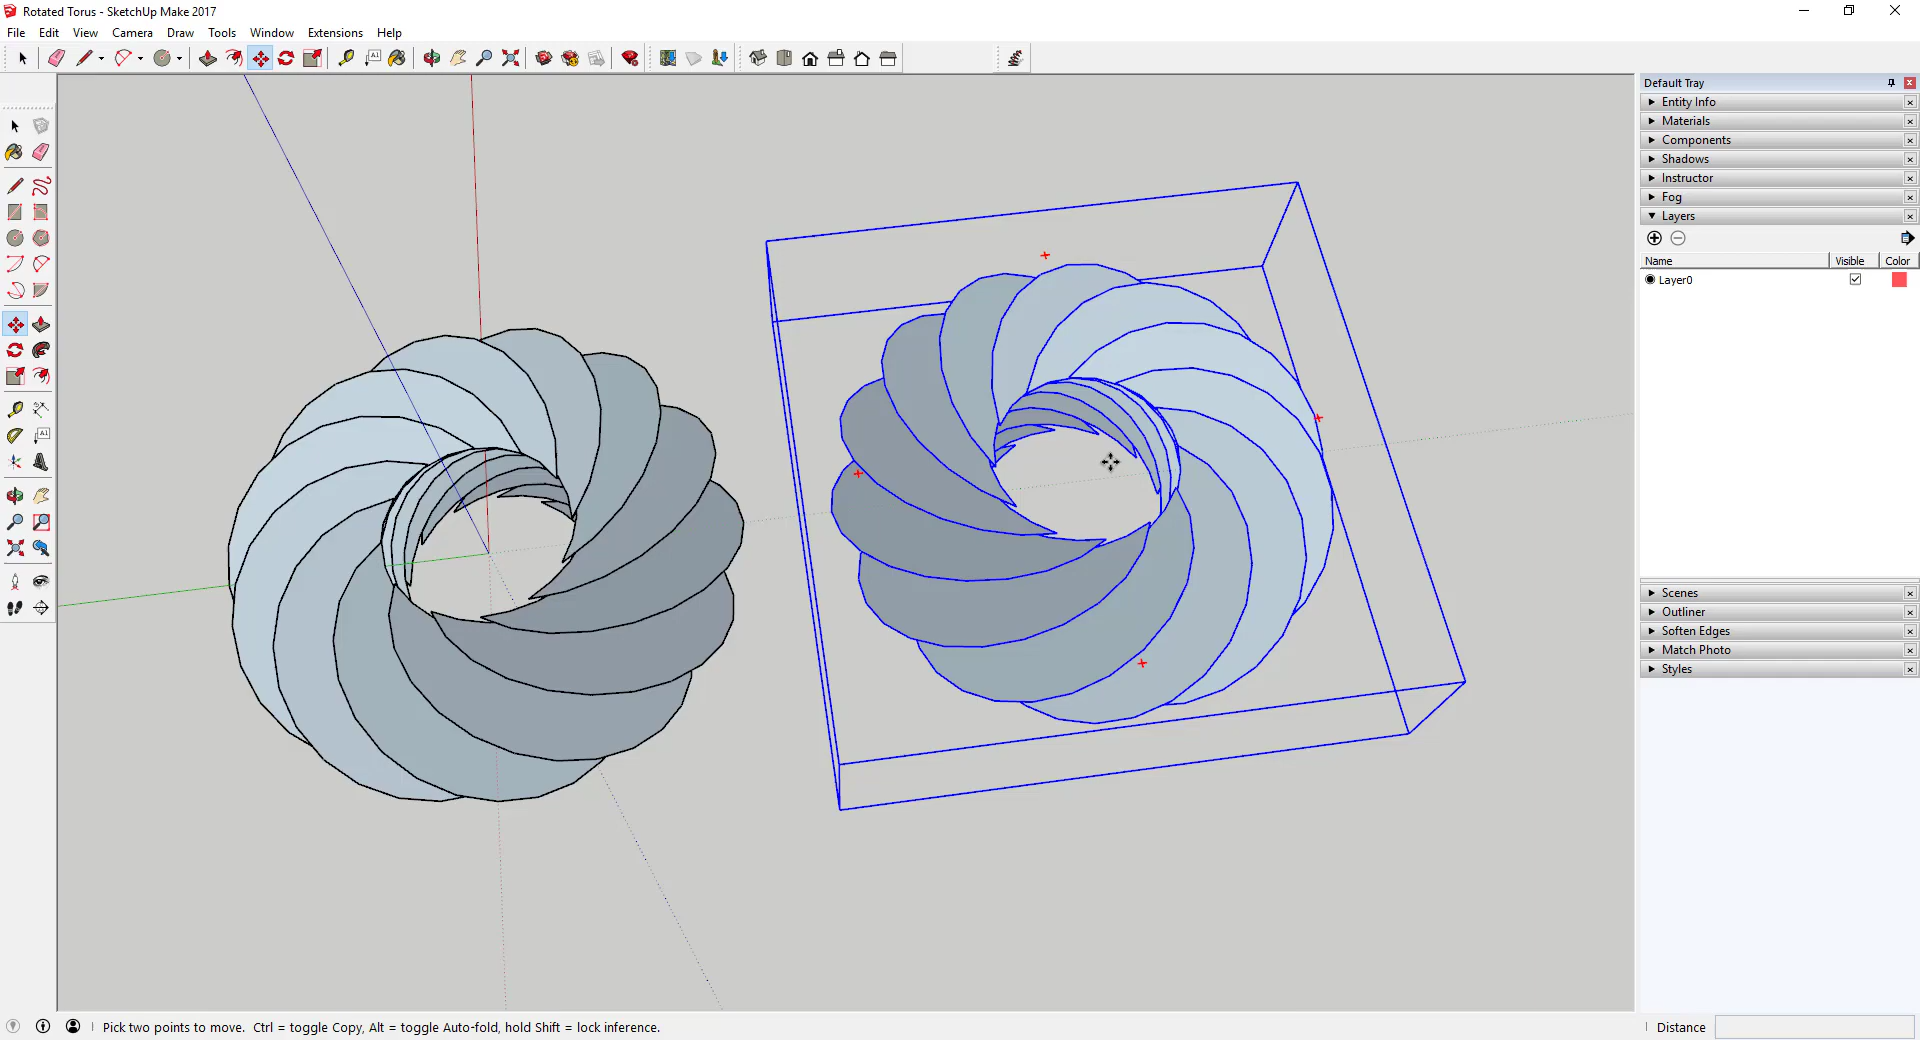 Rotated Torus - SketchUp Make 2017
File Edit View Camera Draw Tools Window Extensions Help
A1
Default Tray
Entity Info
Materials
Components
Shadows
Instructor
Fog
Layers
Name Visible Color
Layer0
A1
Scenes
Outliner
Soften Edges
Match Photo
Styles
Pick two points to move. Ctrl = toggle Copy, Alt = toggle Auto-fold, hold Shift = lock inference.
Distance